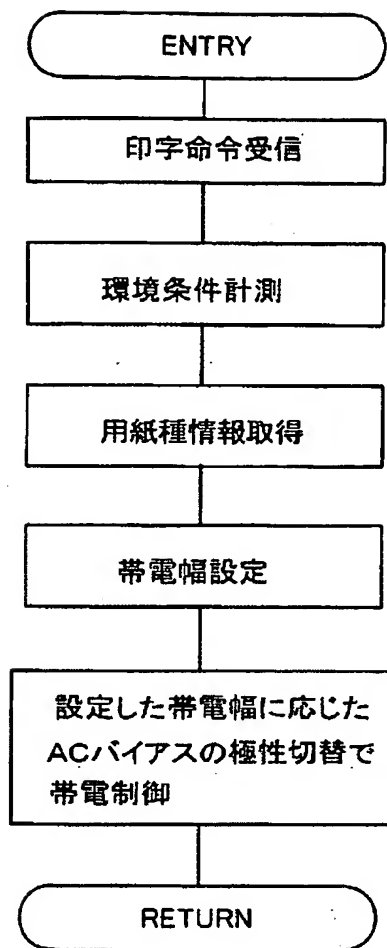 ENTRY
印字命令受信
環境条件計測
用紙種情報取得
帯電幅設定
設定した帯電幅に応じた
ACバイアスの極性切替で
帯電制御
RETURN